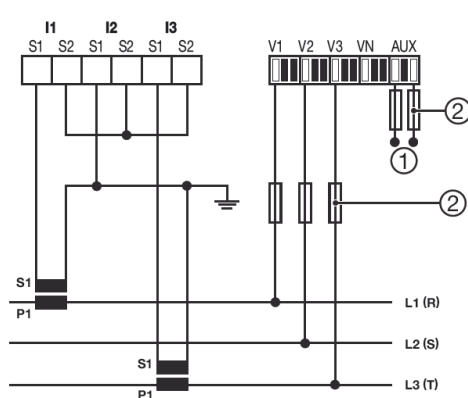 I1 I2 I3
S1 S2 S1 S2 S1 S2
V1 V2 V3 VN AUX
2
1
2
S1
P1
L1 (R)
L2 (S)
S1
P1
L3 (T)